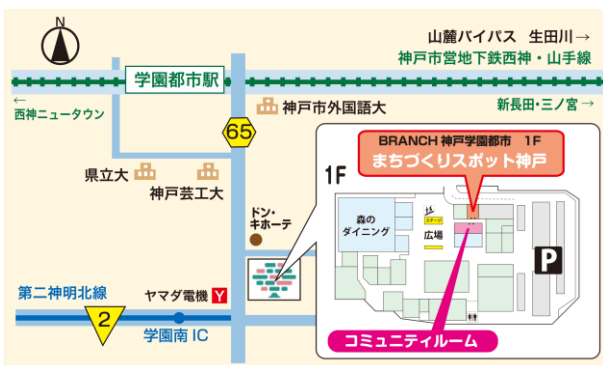 N
山麓バイパス 生田川→
神戸市営地下鉄西神・山手線
学園都市駅
←
西神ニュータウン
神戸市外国語大
新長田・三ノ宮→
65
BRANCH 神戸学園都市 1F
まちづくりスポット神戸
1F
県立大
神戸芸工大
ドン・
キホーテ
森の
ダイニング
ステージ
広場
P
第二神明北線
ヤマダ電機 Y
2
学園南 IC
コミュニティルーム